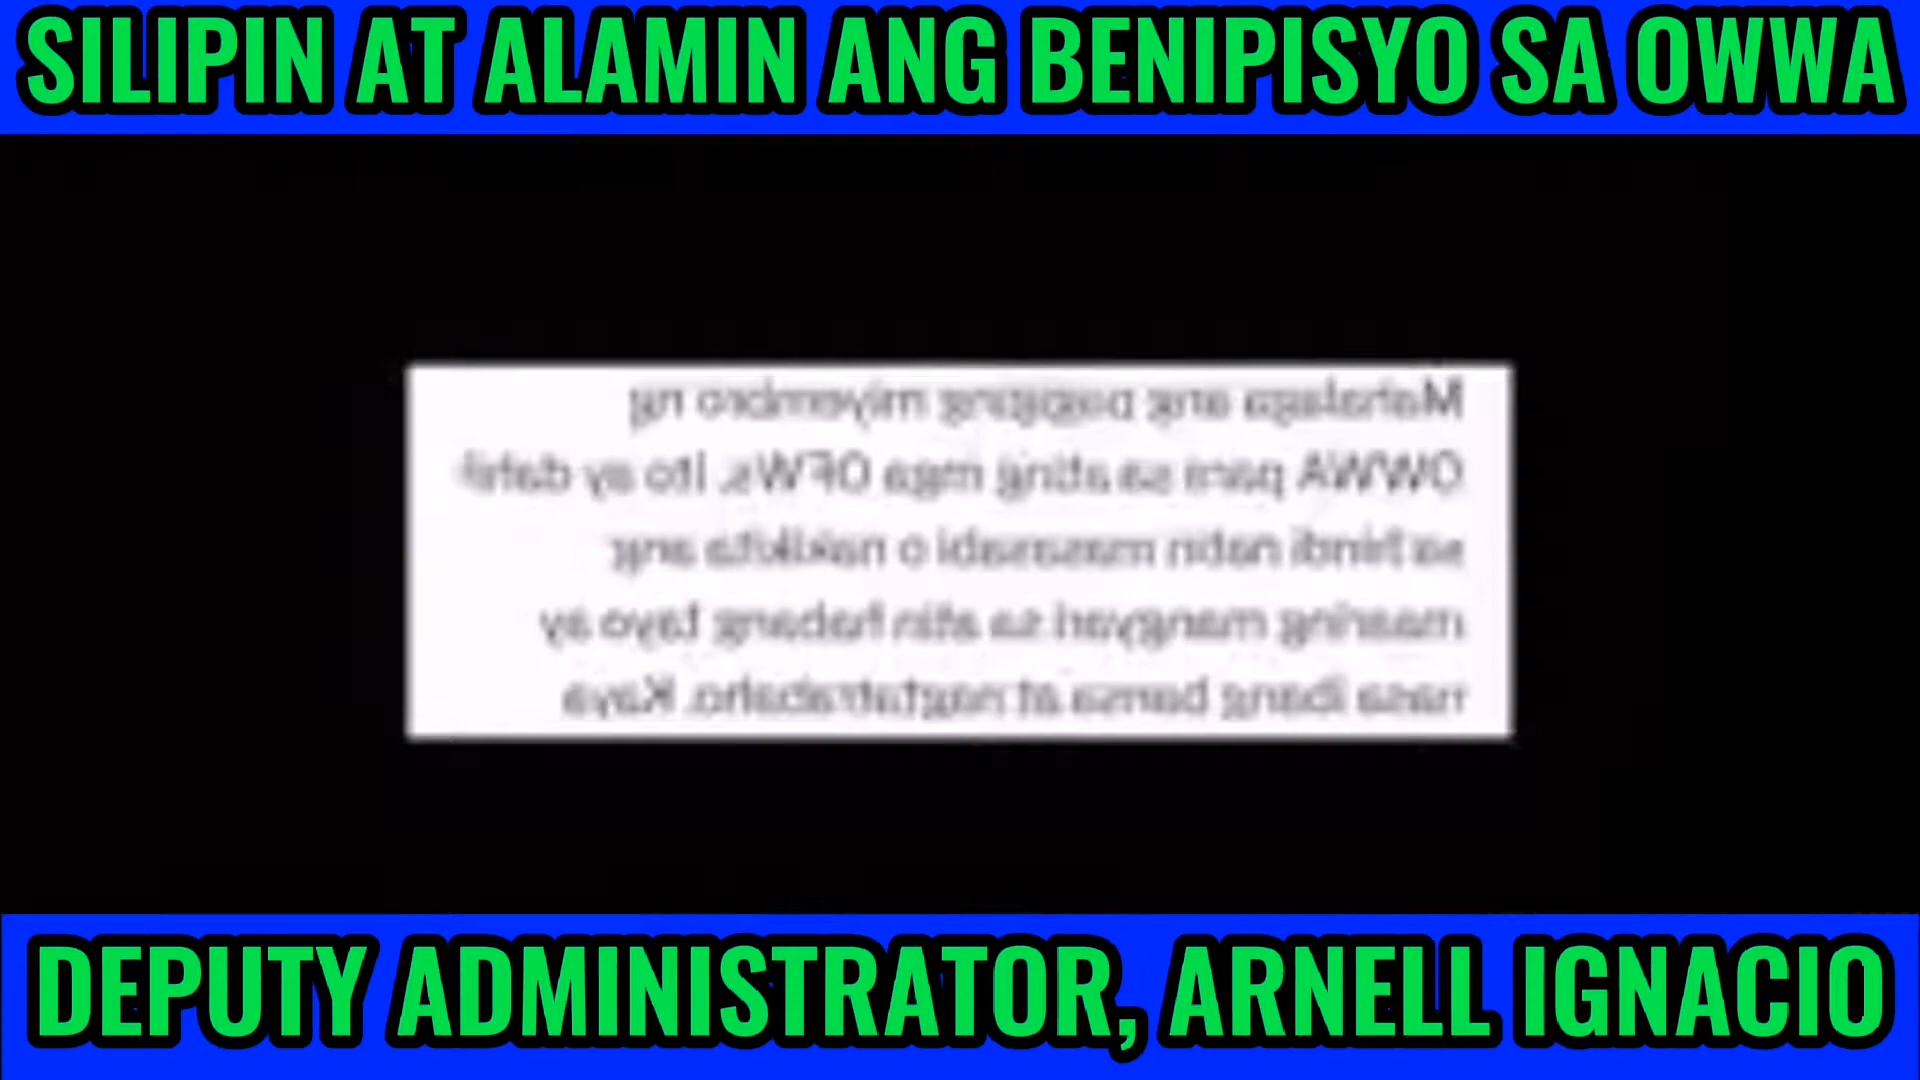 SILIPIN AT ALAMIN ANG BENIPISYO SA OWWA
Mahalaga ang pagiging miyembro ng
OWWA para sa ating mga OFWs. Ito ay dahil
sa hindi natin masasabi o nakikita ang
maaring mangyari sa atin habang tayo ay
nasa ibang bansa at nagtatrabaho. Kaya
DEPUTY ADMINISTRATOR, ARNELL IGNACIO